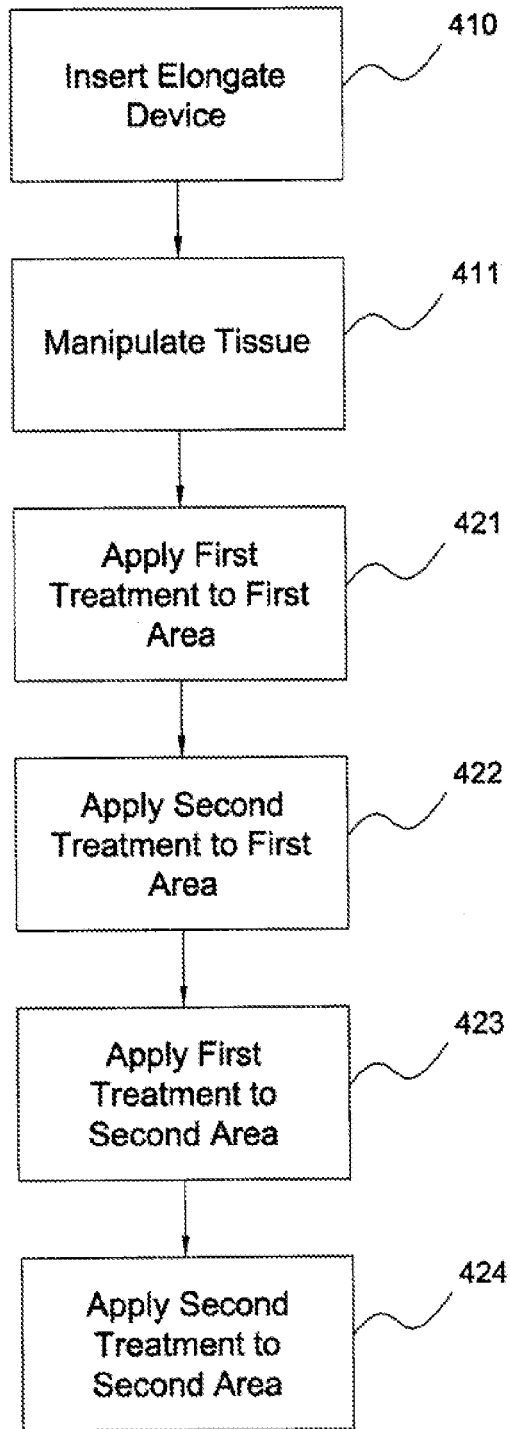 410
Insert Elongate
Device
411
Manipulate Tissue
421
Apply First
Treatment to First
Area
422
Apply Second
Treatment to First
Area
423
Apply First
Treatment to
Second Area
424
Apply Second
Treatment to
Second Area